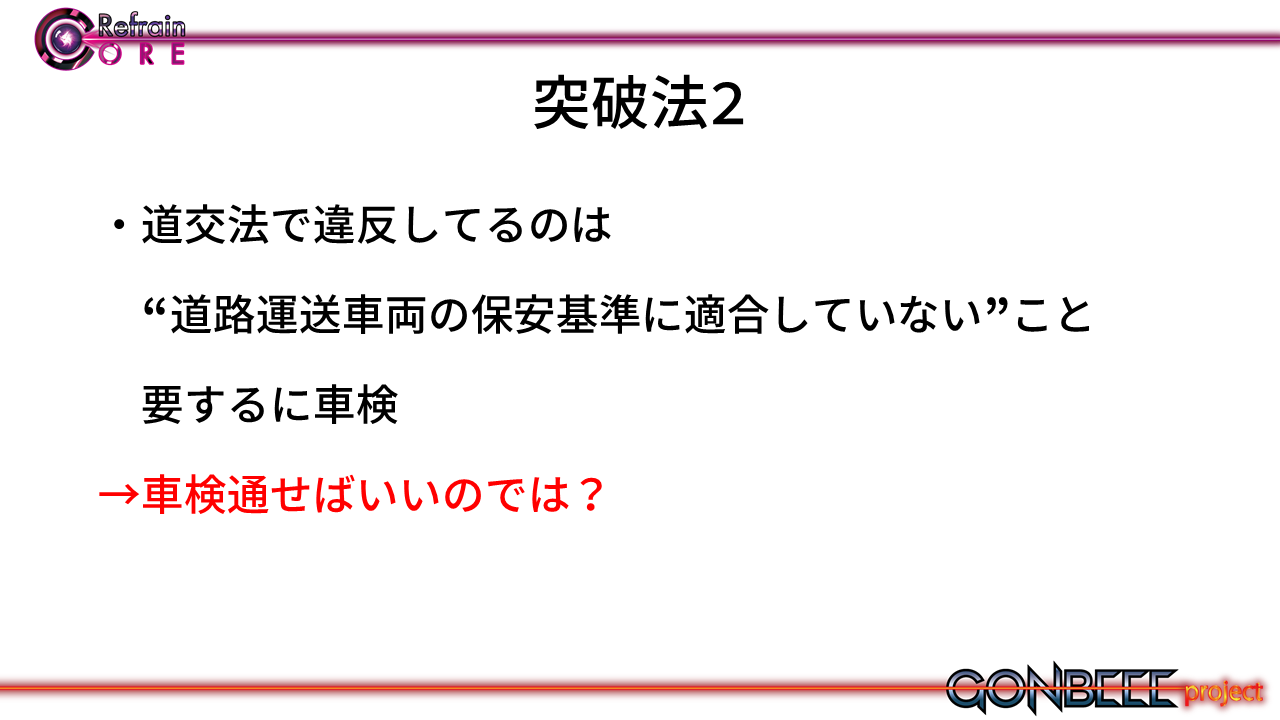 Refrain
CORE
突破法2
・道交法で違反してるのは
“道路運送車両の保安基準に適合していない”こと
要するに車検
→車検通せばいいのでは？
GONBEEE project